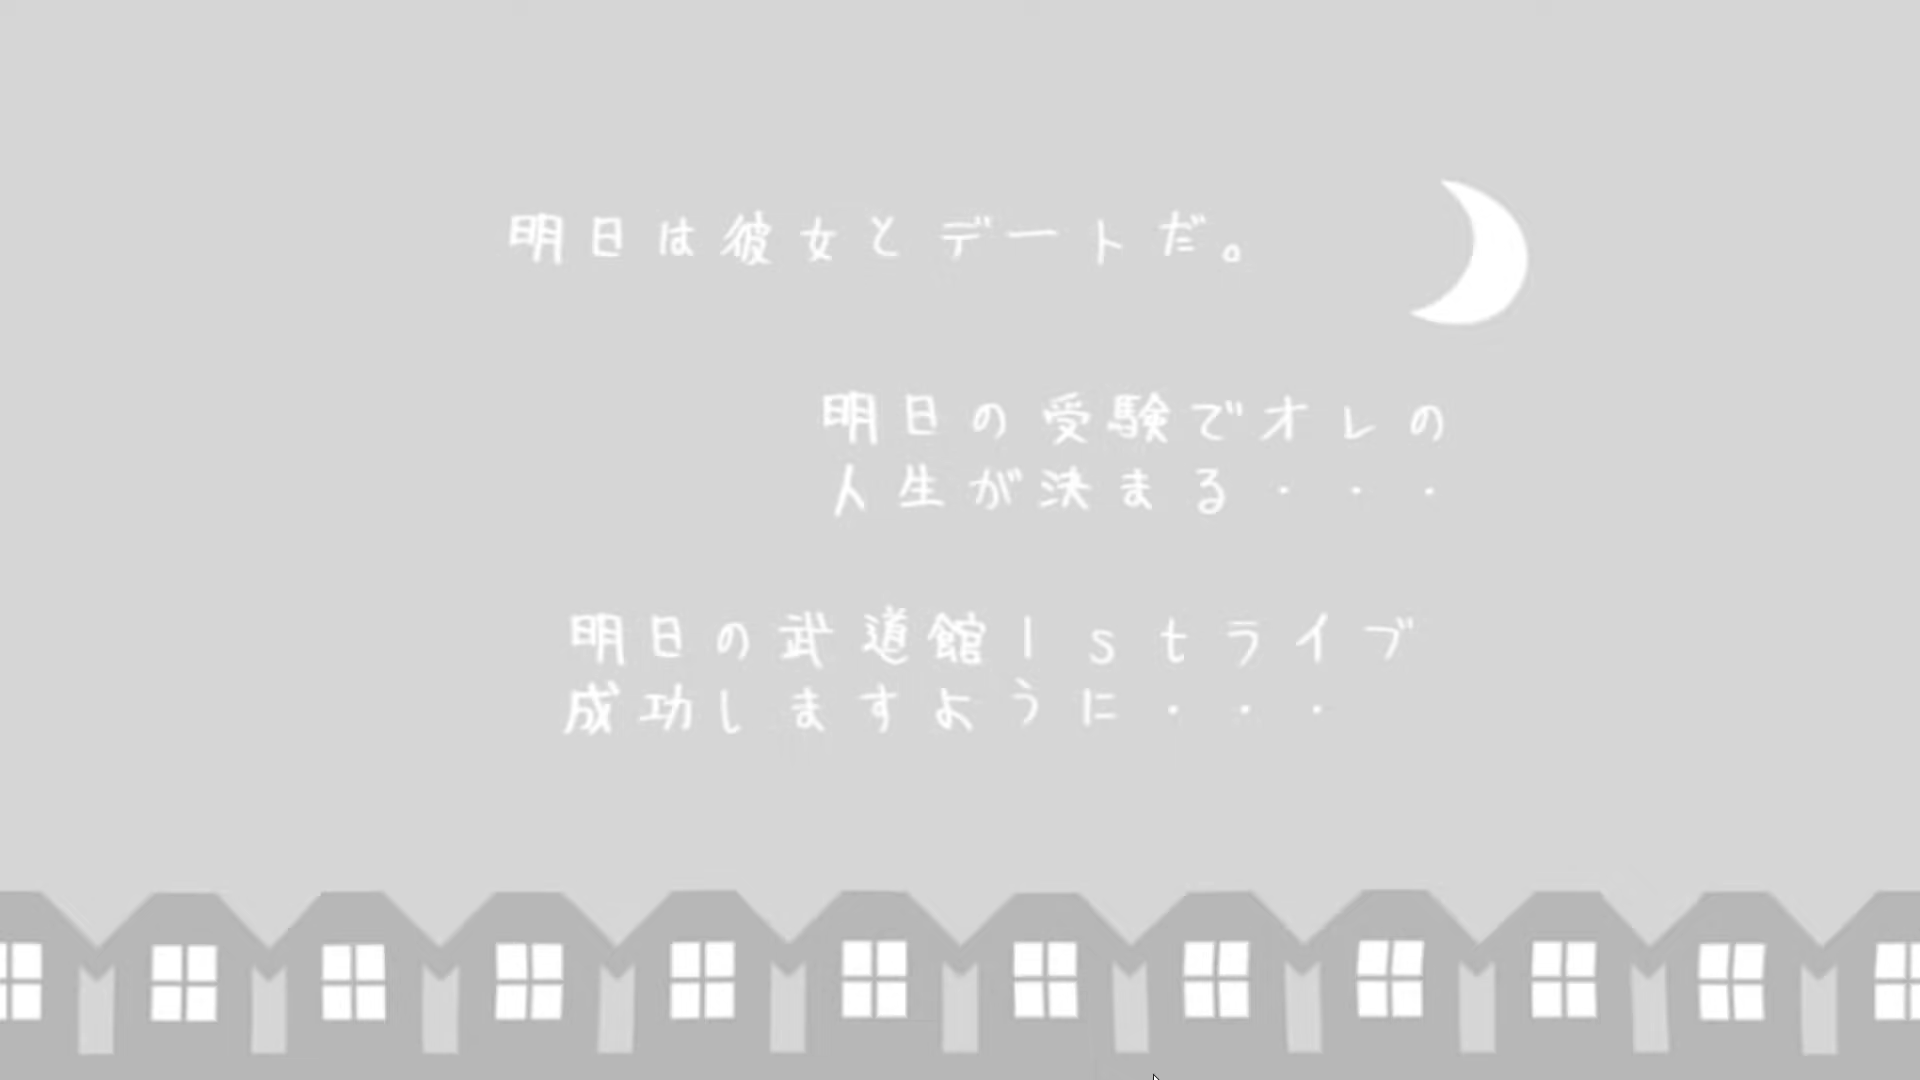 明日は彼女とデートだ。
明日の受験でオレの
人生が決まる・・・
明日の武道館1stライブ
成功しますように・・・